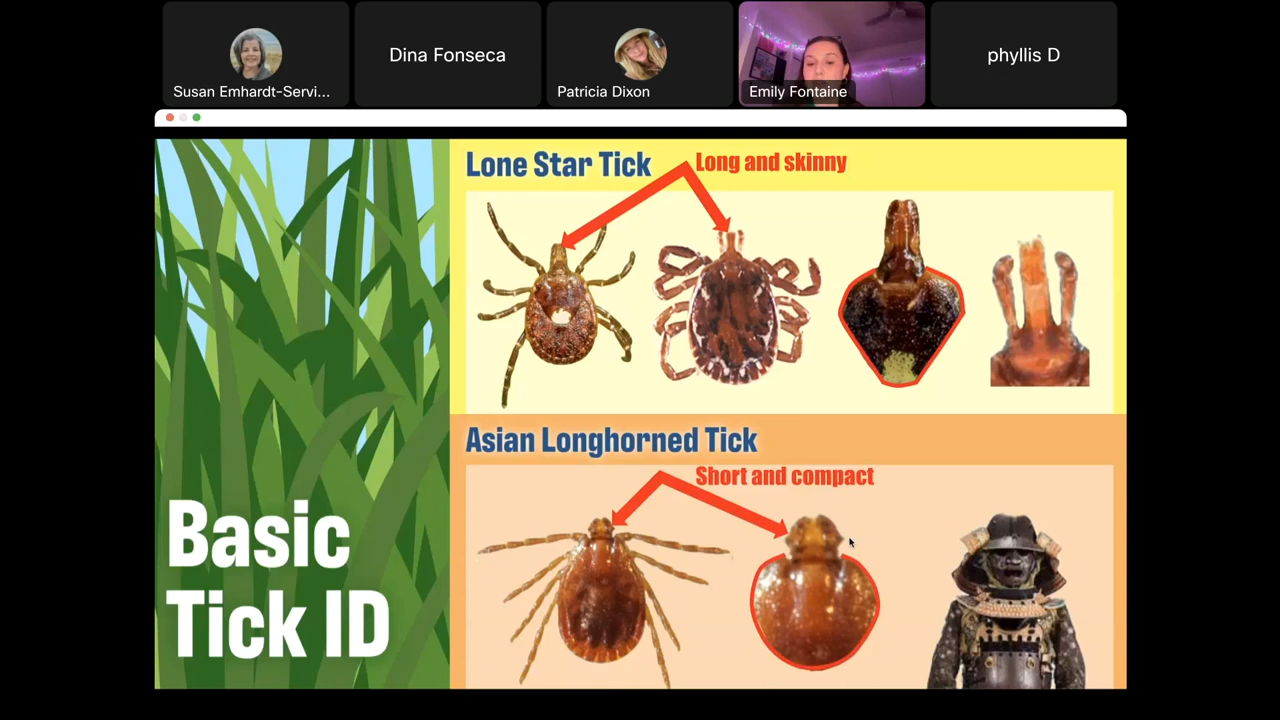 Susan Emhardt-Servi...
Dina Fonseca
Patricia Dixon
Emily Fontaine
phyllis D
Lone Star Tick
Long and skinny
Asian Longhorned Tick
Short and compact
Basic
Tick ID